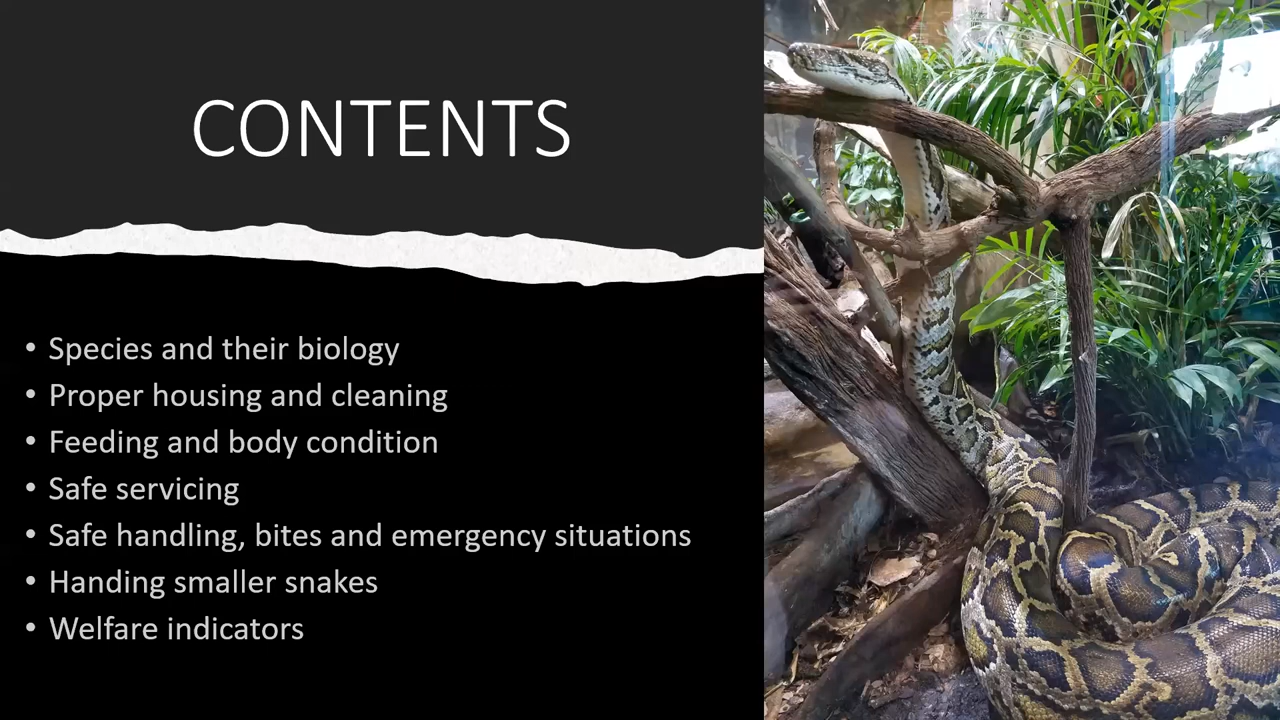 CONTENTS
• Species and their biology
• Proper housing and cleaning
• Feeding and body condition
• Safe servicing
• Safe handling, bites and emergency situations
• Handing smaller snakes
• Welfare indicators